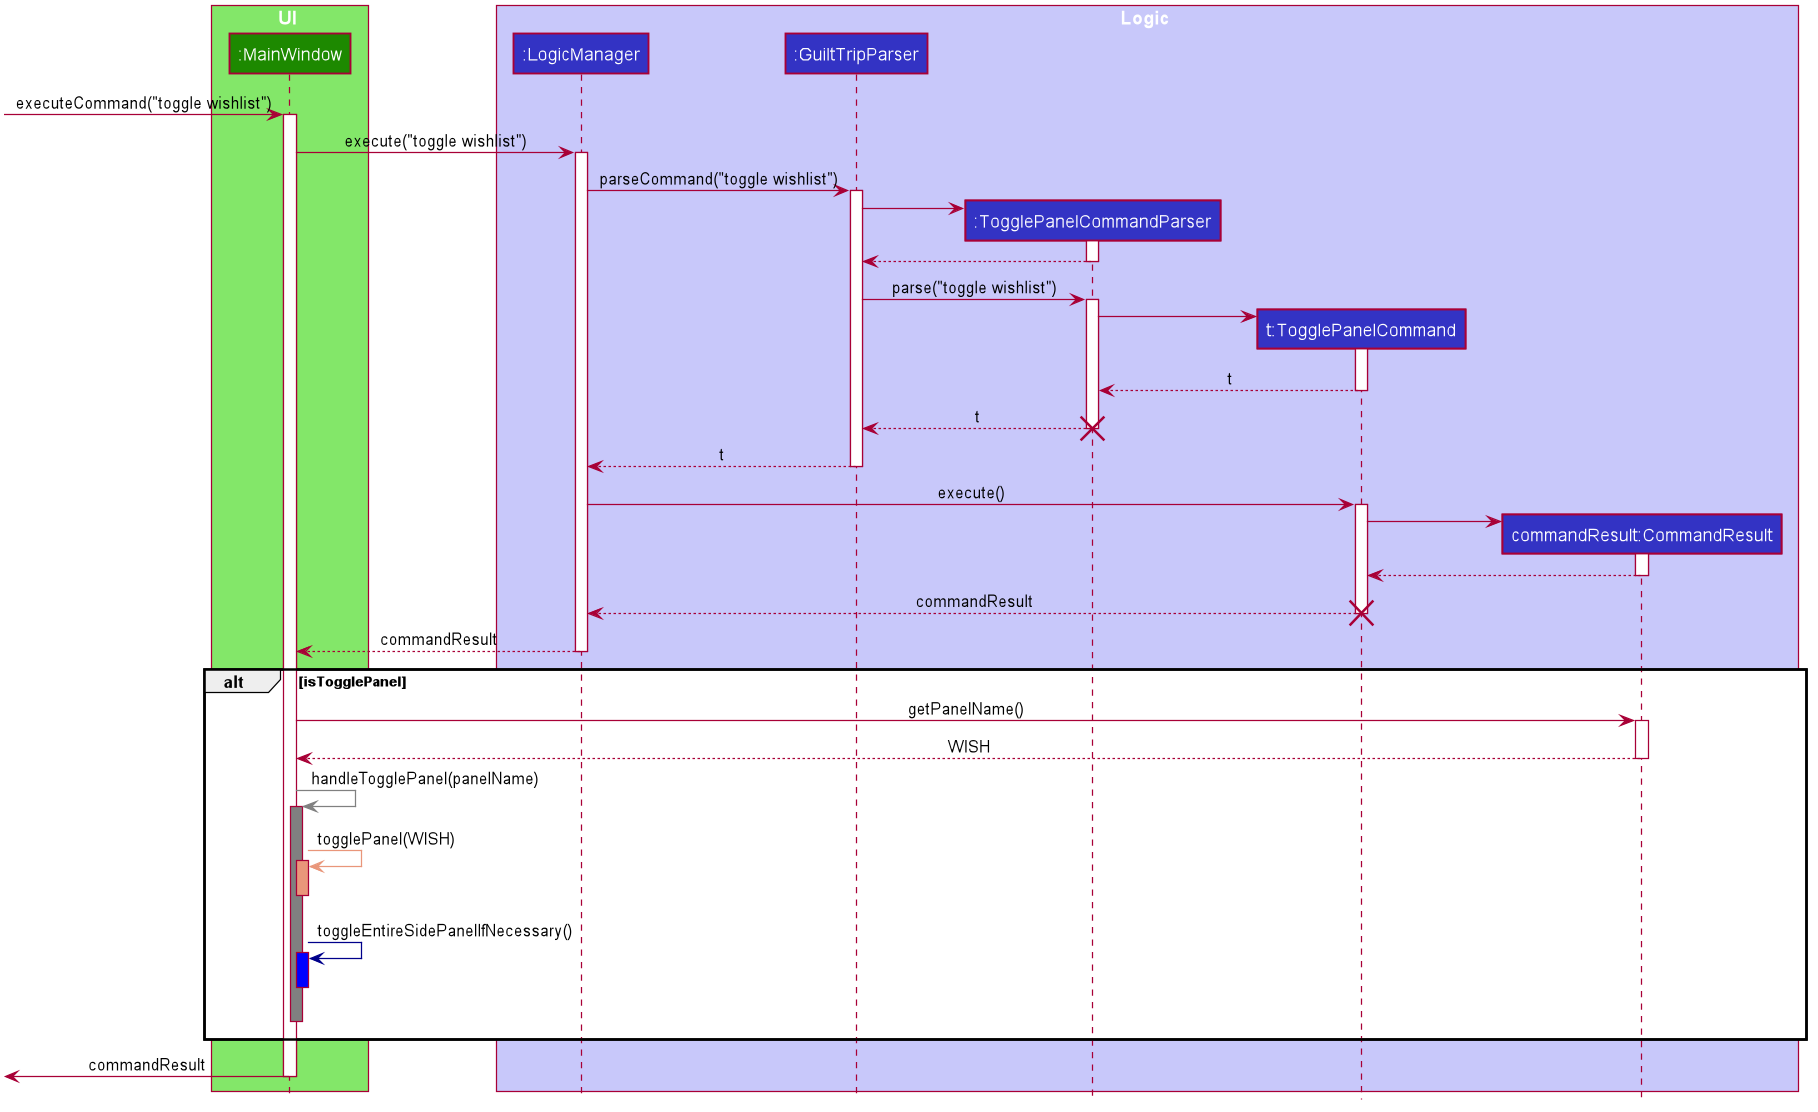 UI
Logic
:MainWindow
:LogicManager
:GuiltTripParser
executeCommand("toggle wishlist")
execute("toggle wishlist")
parseCommand("toggle wishlist")
:TogglePanelCommandParser
parse("toggle wishlist")
t:TogglePanelCommand
t
t
t
execute()
commandResult:CommandResult
commandResult
commandResult
alt
[isTogglePanel]
getPanelName()
WISH
handleTogglePanel(panelName)
togglePanel(WISH)
toggleEntireSidePanelIfNecessary()
commandResult